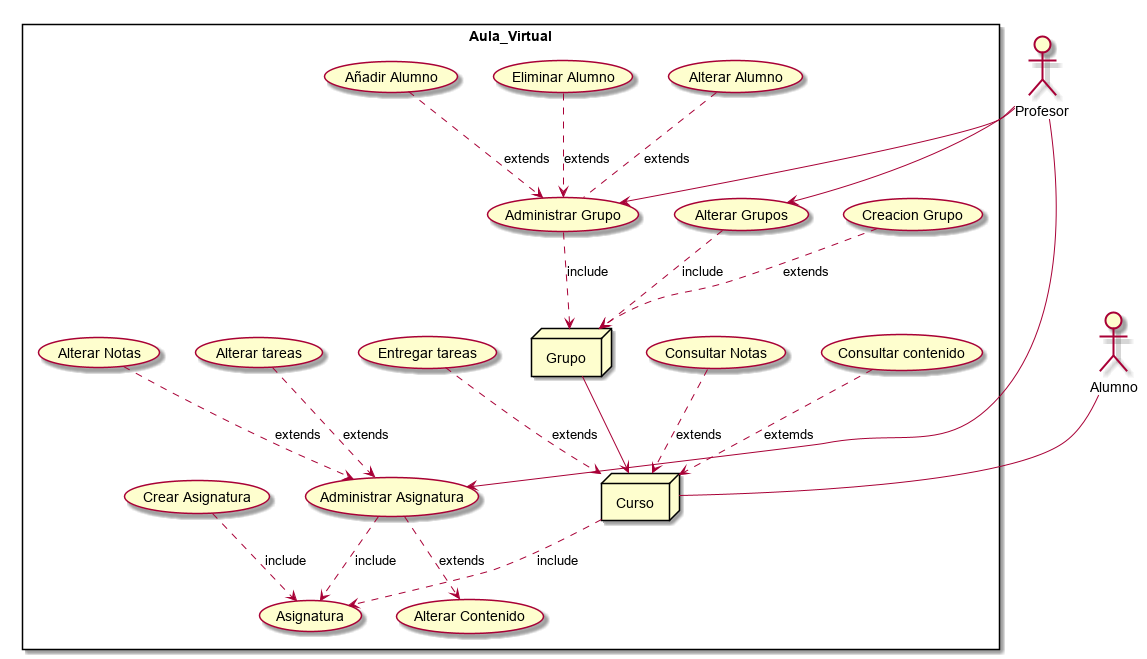 Aula_Virtual
Añadir Alumno
Eliminar Alumno
Alterar Alumno
Profesor
extends
extends
extends
Administrar Grupo
Alterar Grupos
Creacion Grupo
include
include
extends
Grupo
Alterar Notas
Alterar tareas
Entregar tareas
Consultar Notas
Consultar contenido
Alumno
extends
extends
extends
extends
extemds
Crear Asignatura
Administrar Asignatura
Curso
include
include
extends
include
Asignatura
Alterar Contenido